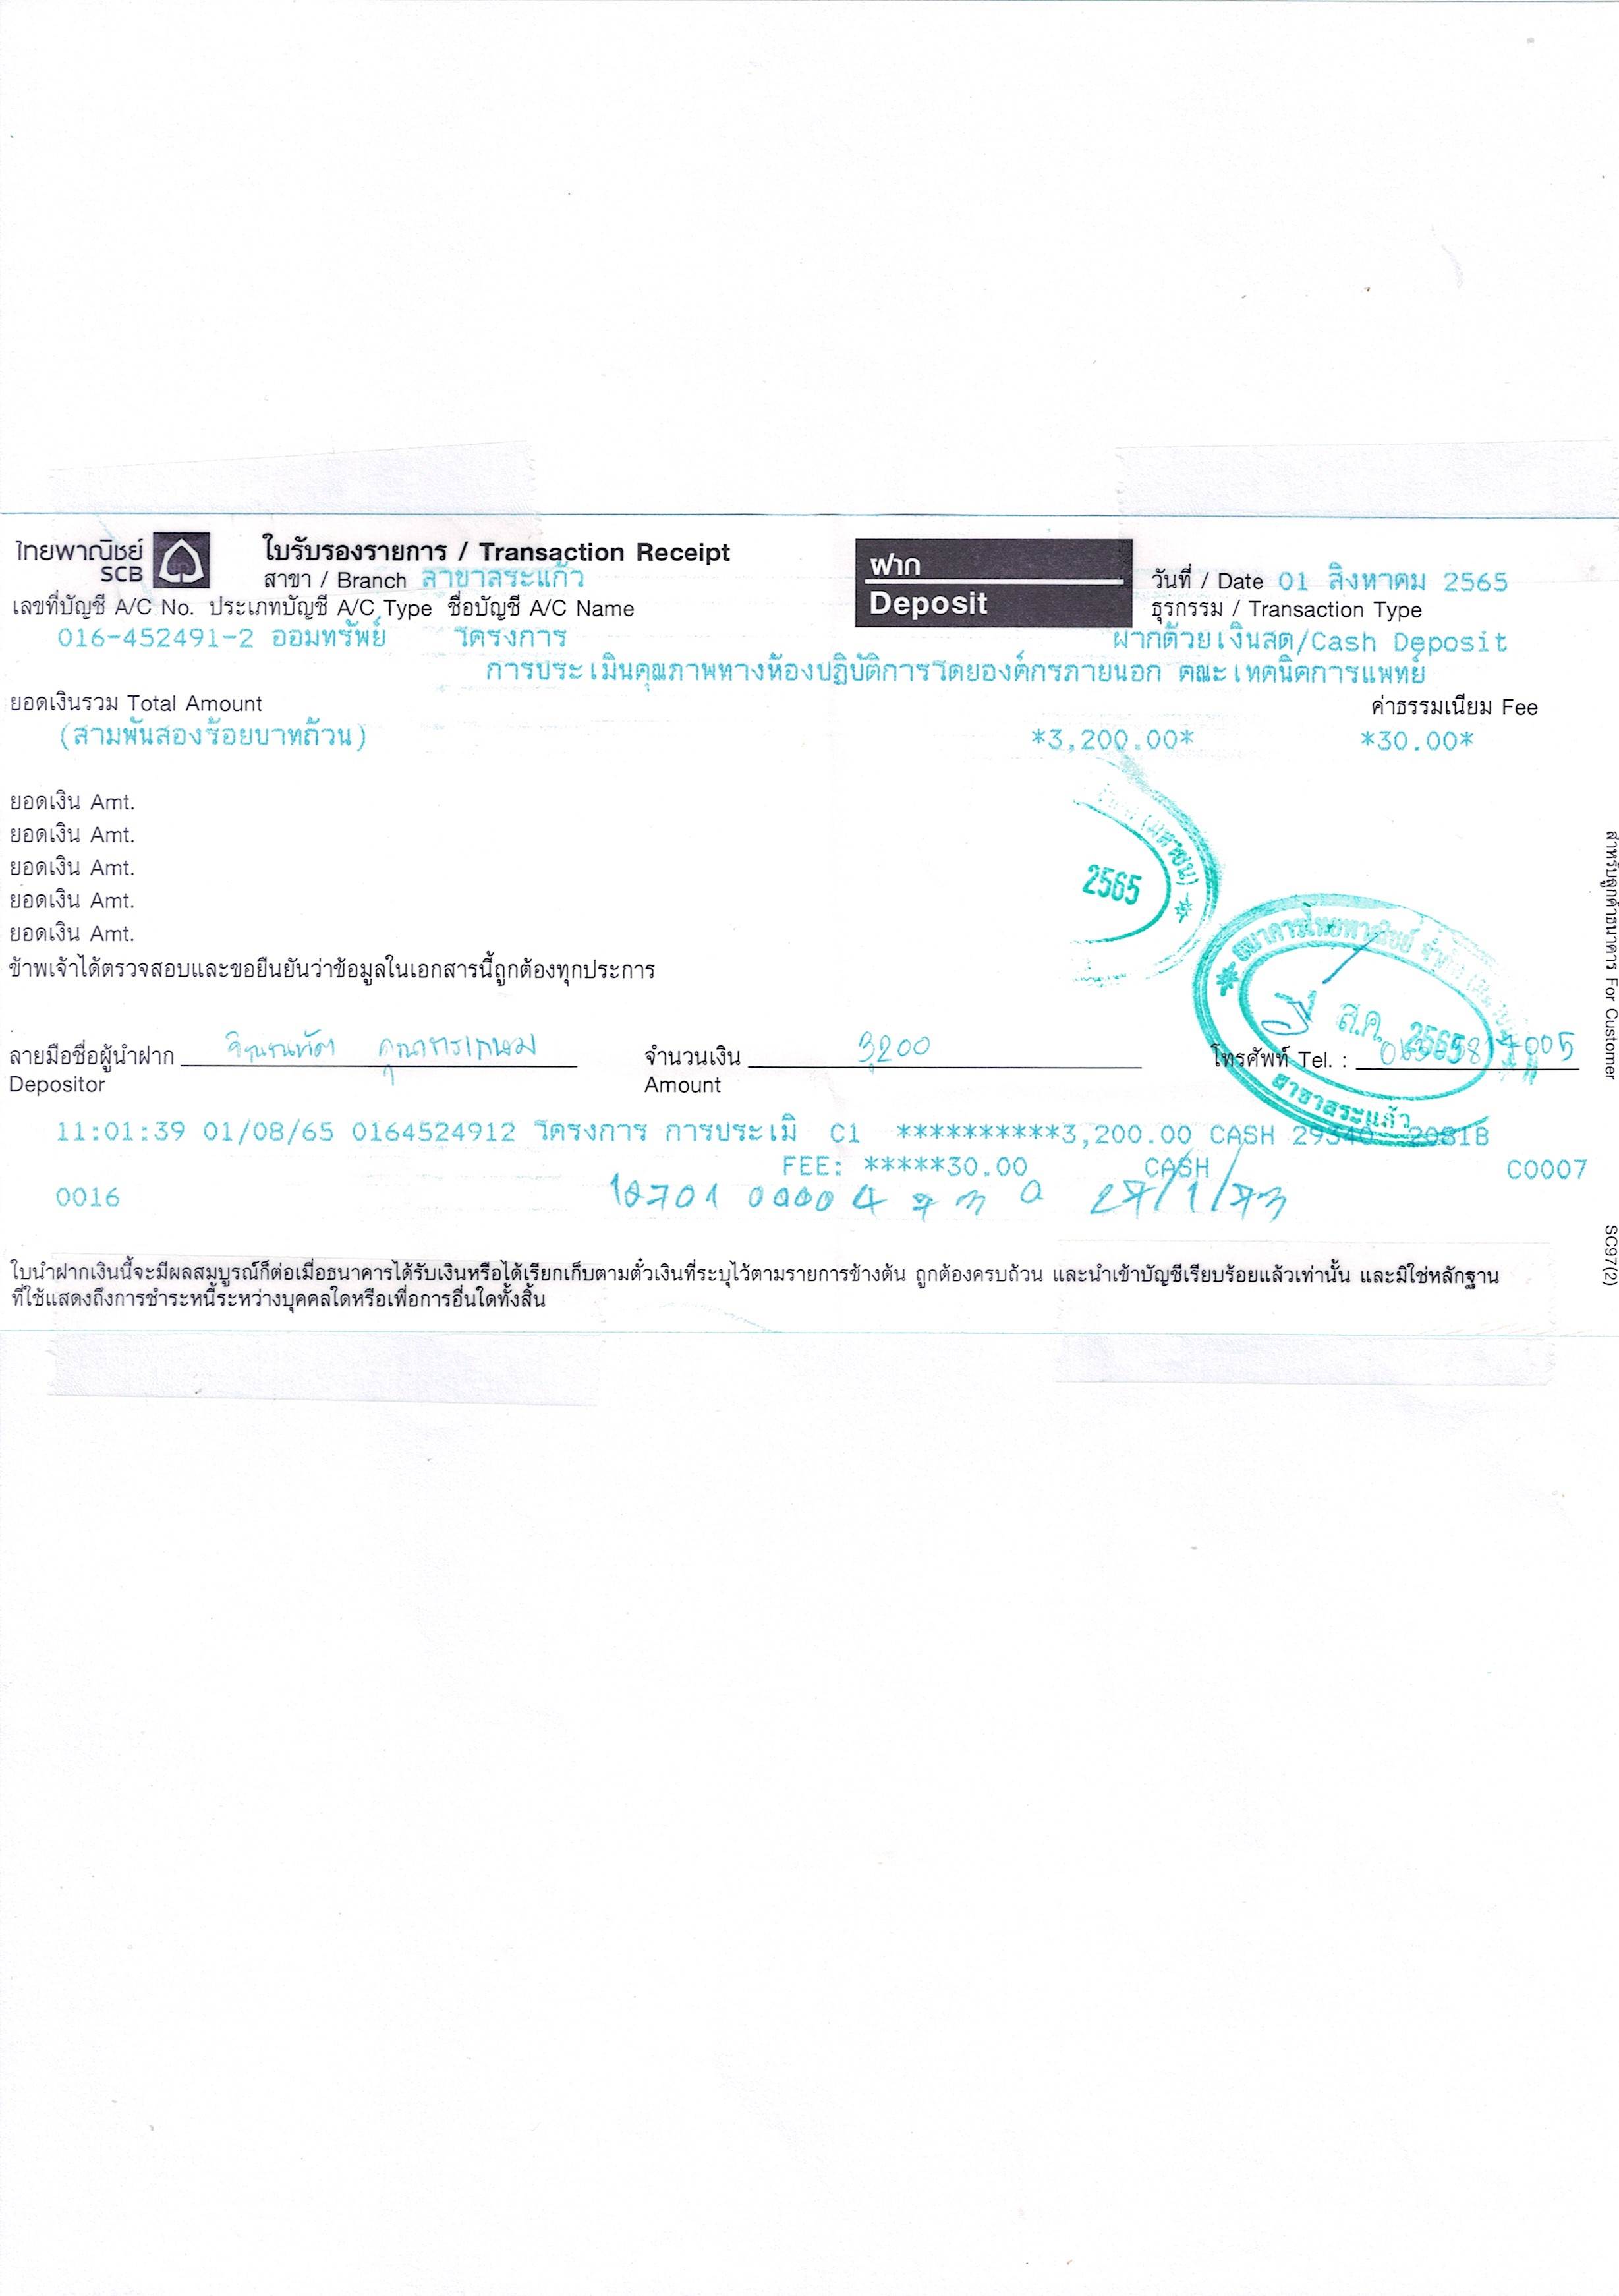 ไทยพาณิชย์
SCB
ใบรับรองรายการ / Transaction Receipt
สาขา / Branch สาขาสระแก้ว
ฝาก
Deposit
วันที่ / Date 01 สิงหาคม 2565
เลขที่บัญชี A/C No. ประเภทบัญชี A/C Type ชื่อบัญชี A/C Name
ธุรกรรม / Transaction Type
016-452491-2 ออมทรัพย์ โครงการ
ฝากด้วยเงินสด/Cash Deposit
การประเมินคุณภาพทางห้องปฏิบัติการโดยองค์กรภายนอก คณะเทคนิคการแพทย์
ยอดเงินรวม Total Amount
ค่าธรรมเนียม Fee
(สามพันสองร้อยบาทถ้วน)
*3,200.00*
*30.00*
ยอดเงิน Amt.
ยอดเงิน Amt.
ยอดเงิน Amt.
ยอดเงิน Amt.
ยอดเงิน Amt.
(มหาชน)
2565
ข้าพเจ้าได้ตรวจสอบและขอยืนยันว่าข้อมูลในเอกสารนี้ถูกต้องทุกประการ
ธนาคารไทยพาณิชย์ จำกัด
ส.ค. 2565
สาขาสระแก้ว
ลายมือชื่อผู้นำฝาก
Depositor
จำนวนเงิน 3200
Amount
โทรศัพท์ Tel. :
11:01:39 01/08/65 0164524912 โครงการ การประเมิ C1 **********3,200.00 CASH 29340 2081B
FEE: *****30.00 CASH C0007
0016
27/1/73
ใบนำฝากเงินนี้จะมีผลสมบูรณ์ก็ต่อเมื่อธนาคารได้รับเงินหรือได้เรียกเก็บตามตั๋วเงินที่ระบุไว้ตามรายการข้างต้น ถูกต้องครบถ้วน และนำเข้าบัญชีเรียบร้อยแล้วเท่านั้น และมิใช่หลักฐาน
ที่ใช้แสดงถึงการชำระหนี้ระหว่างบุคคลใดหรือเพื่อการอื่นใดทั้งสิ้น
สำหรับลูกค้าธนาคาร For Customer
SC97(2)